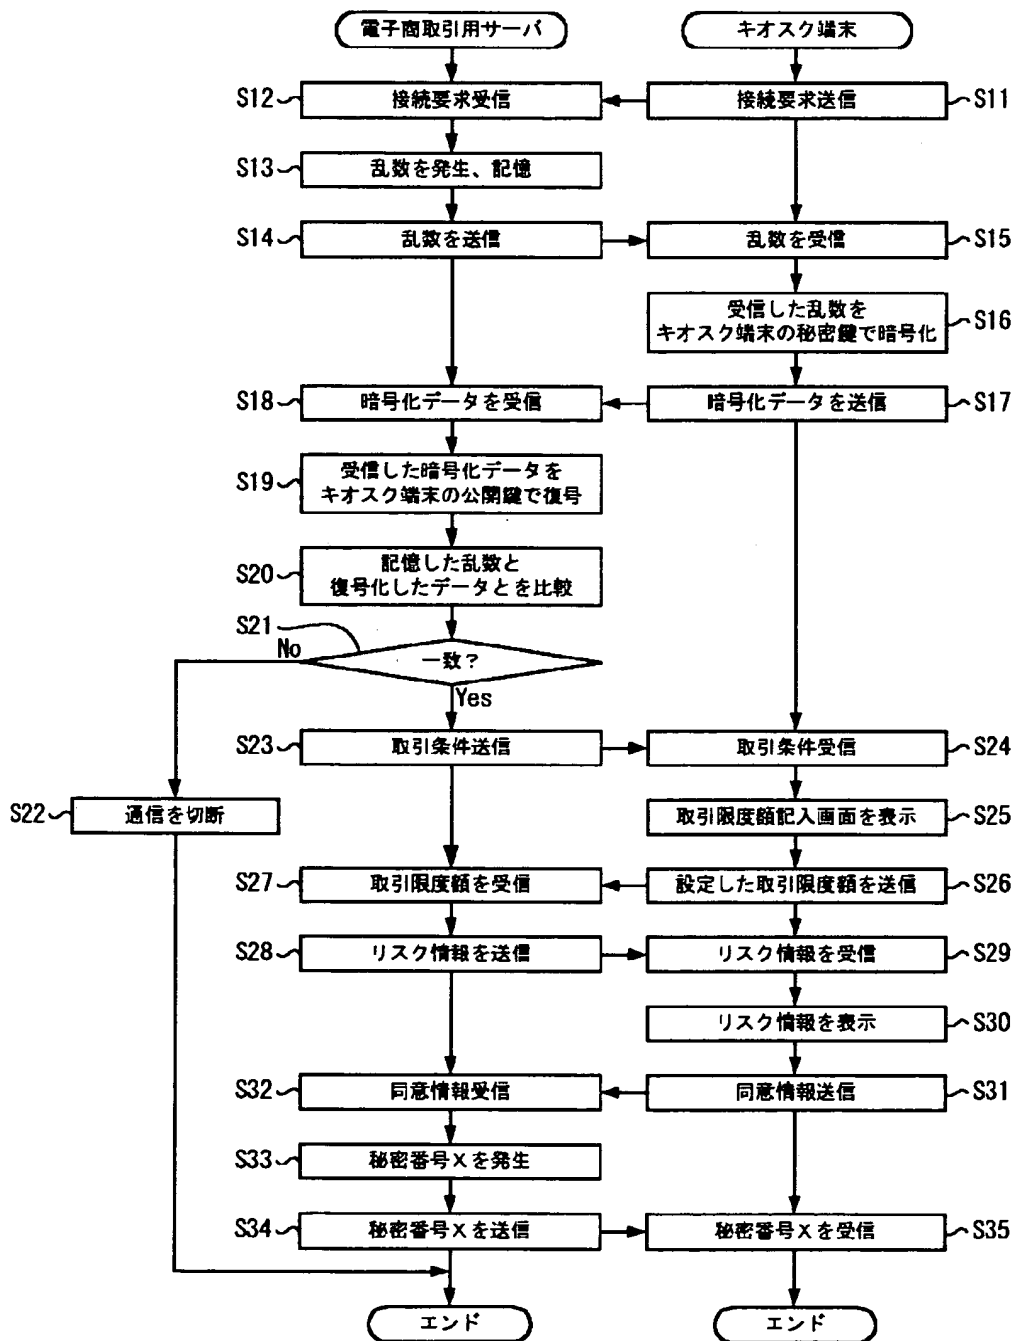 電子商取引用サーバ
キオスク端末
S12
接続要求受信
接続要求送信
S11
S13
乱数を発生、記憶
S14
乱数を送信
乱数を受信
S15
受信した乱数を
キオスク端末の秘密鍵で暗号化
S16
S18
暗号化データを受信
暗号化データを送信
S17
S19
受信した暗号化データを
キオスク端末の公開鍵で復号
S20
記憶した乱数と
復号化したデータとを比較
S21
No
一致？
Yes
S23
取引条件送信
取引条件受信
S24
S22
通信を切断
取引限度額記入画面を表示
S25
S27
取引限度額を受信
設定した取引限度額を送信
S26
S28
リスク情報を送信
リスク情報を受信
S29
リスク情報を表示
S30
S32
同意情報受信
同意情報送信
S31
S33
秘密番号Xを発生
S34
秘密番号Xを送信
秘密番号Xを受信
S35
エンド
エンド